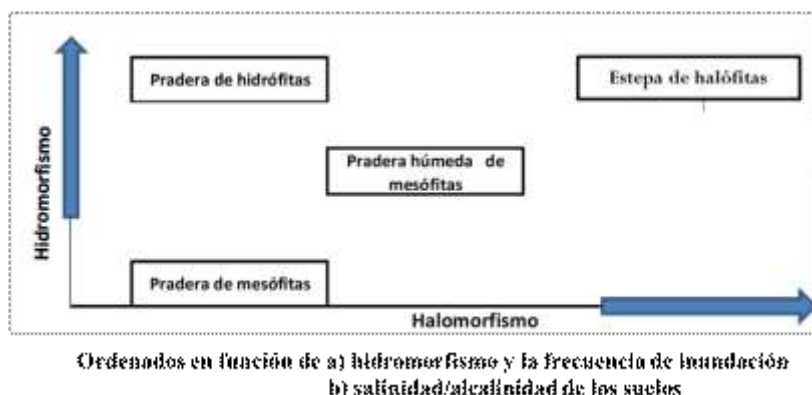 Pradera de hidrófitas
Estepa de halófitas
Pradera húmeda de
mesófitas
Pradera de mesófitas
Hidromorfismo
Halomorfismo
Ordenados en función de a) hidromorfismo y la frecuencia de inundación
b) salinidad/alcalinidad de los suelos